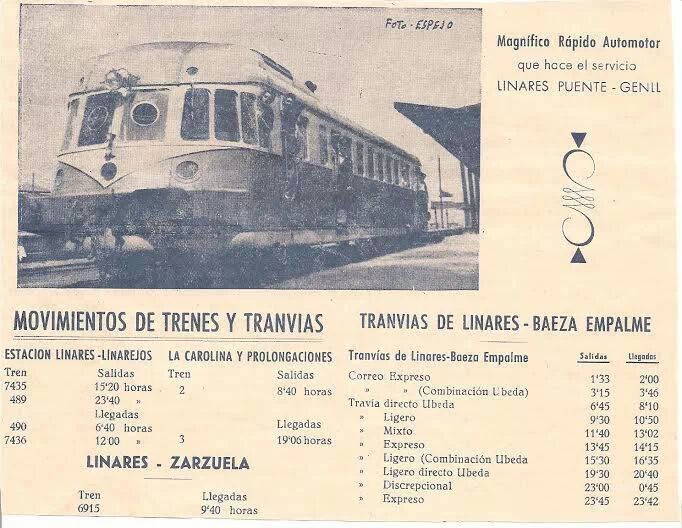 FOTO - ESPEJO
Magnífico Rápido Automotor
que hace el servicio
LINARES PUENTE - GENIL
MOVIMIENTOS DE TRENES Y TRANVIAS
ESTACION LINARES-LINAREJOS
Tren Salidas
7435 15'20 horas
489 23'40 »
Llegadas
490 6'40 horas
7436 12'00 »
LA CAROLINA Y PROLONGACIONES
Tren Salidas
2 8'40 horas
Llegadas
3 19'06 horas
LINARES - ZARZUELA
Tren Llegadas
6915 9'40 horas
TRANVIAS DE LINARES - BAEZA EMPALME
Tranvías de Linares-Baeza Empalme Salidas Llegadas
Correo Expreso 1'33 2'00
» » (Combinación Ubeda) 3'15 3'46
Travía directo Ubeda 6'45 8'10
» Ligero 9'30 10'50
» Mixto 11'40 13'02
» Expreso 13'45 14'15
» Ligero (Combinación Ubeda 15'30 16'35
» Ligero directo Ubeda 19'30 20'40
» Discrepcional 23'00 0'45
» Expreso 23'45 23'42